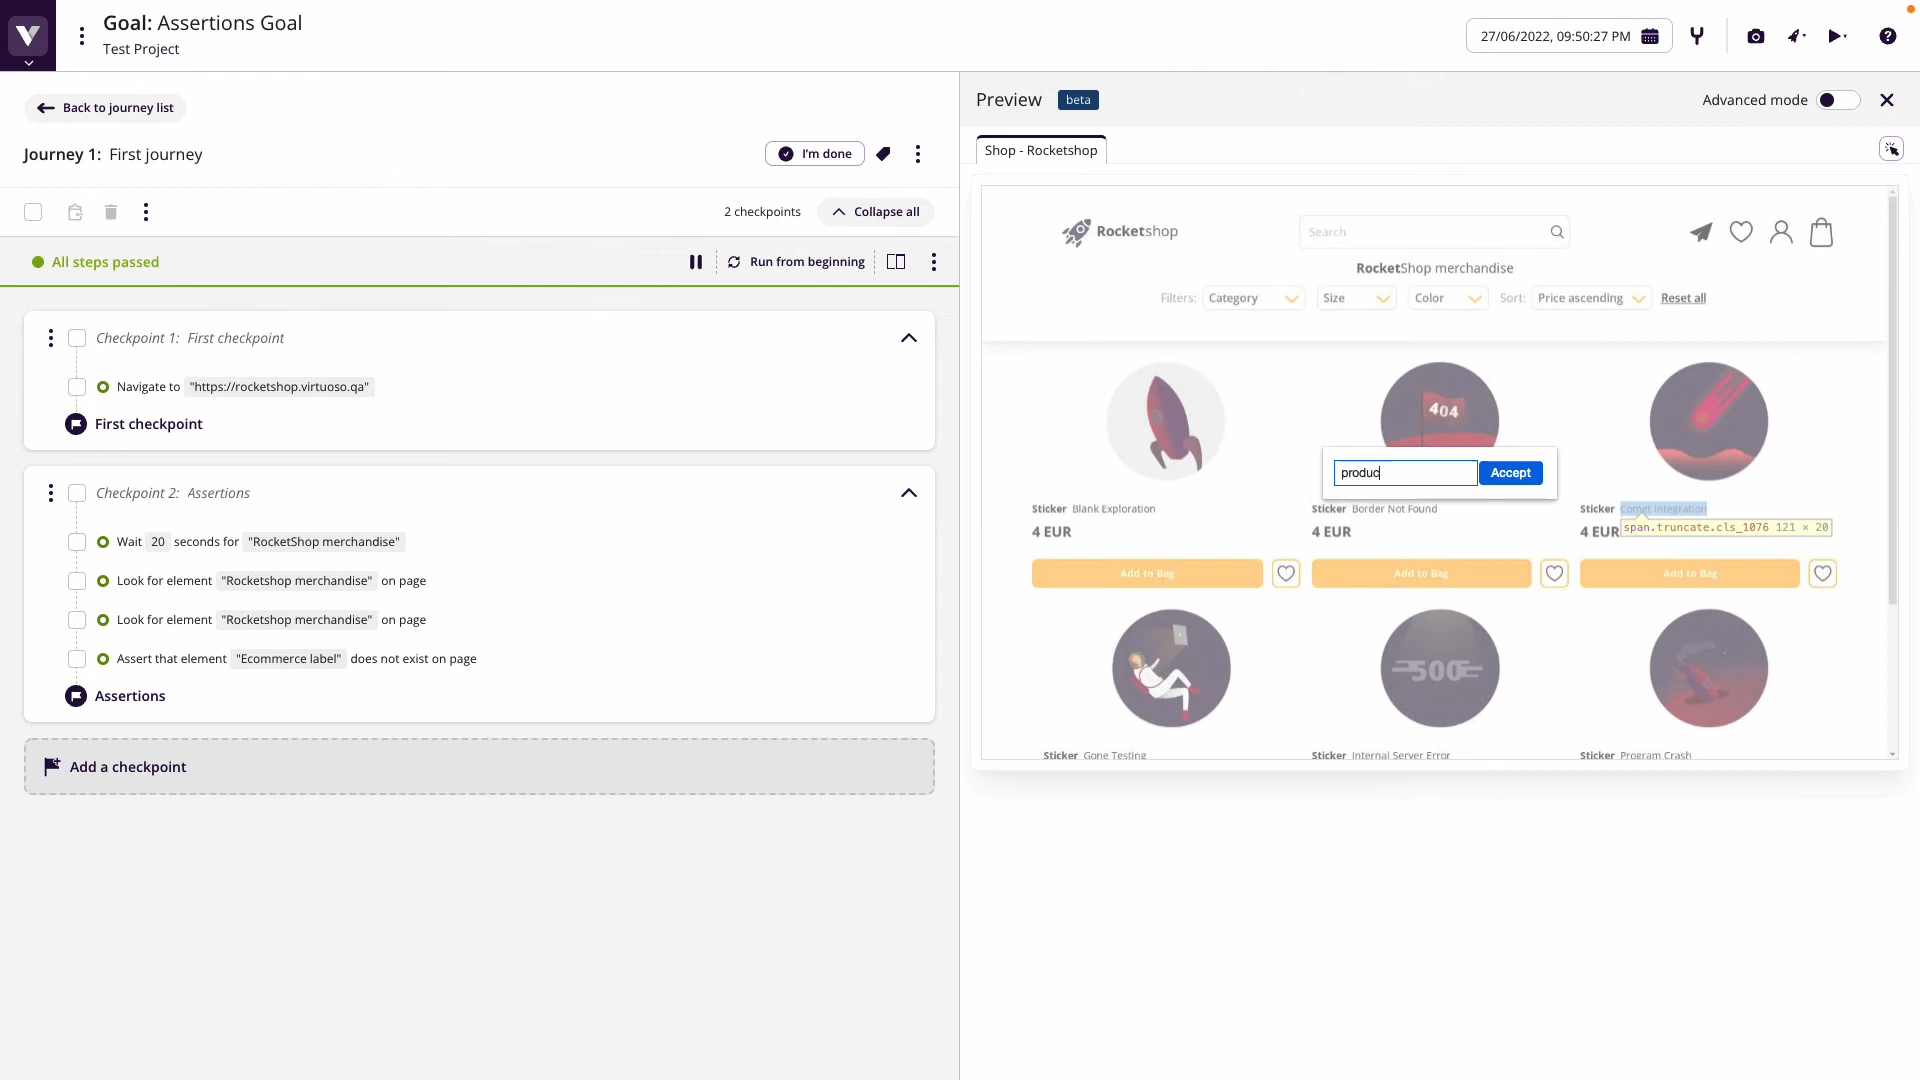 Goal: Assertions Goal
Test Project
27/06/2022, 09:50:27 PM
Back to journey list
Journey 1: First journey
I'm done
2 checkpoints
Collapse all
All steps passed
Run from beginning
Checkpoint 1: First checkpoint
Navigate to "https://rocketshop.virtuoso.qa"
First checkpoint
Checkpoint 2: Assertions
Wait 20 seconds for "RocketShop merchandise"
Look for element "Rocketshop merchandise" on page
Look for element "Rocketshop merchandise" on page
Assert that element "Ecommerce label" does not exist on page
Assertions
Add a checkpoint
Preview beta
Advanced mode
Shop - Rocketshop
Rocketshop
Search
RocketShop merchandise
Filters: Category Size Color Sort: Price ascending Reset all
404
produc Accept
Sticker Blank Exploration
4 EUR
Add to Bag
Sticker Border Not Found
4 EUR
Add to Bag
Sticker Comet Integration
4 EUR
span.truncate.cls_1076 121 × 20
Add to Bag
500
Sticker Gone Testing
Sticker Internal Server Error
Sticker Program Crash